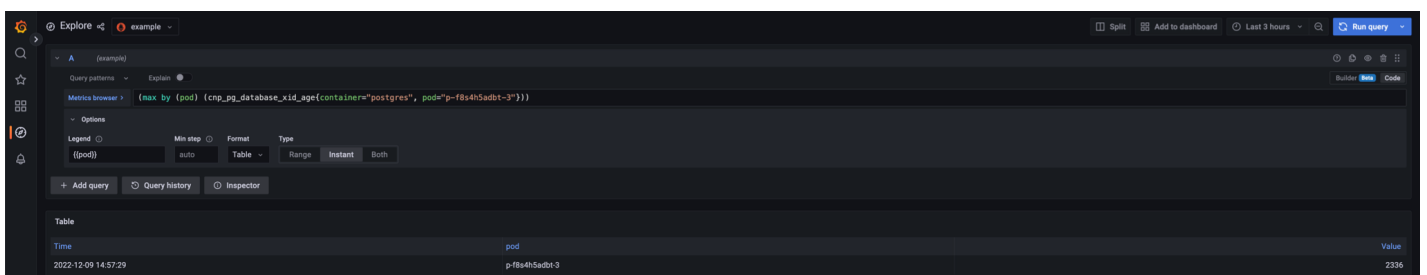 Explore example Split Add to dashboard Last 3 hours Run query
A (example)
Query patterns Explain Builder Beta Code
Metrics browser > (max by (pod) (cnp_pg_database_xid_age{container="postgres", pod="p-f8s4h5adbt-3"}))
Options
Legend Min step Format Type
{{pod}} auto Table Range Instant Both
+ Add query Query history Inspector
Table
Time pod Value
2022-12-09 14:57:29 p-f8s4h5adbt-3 2336